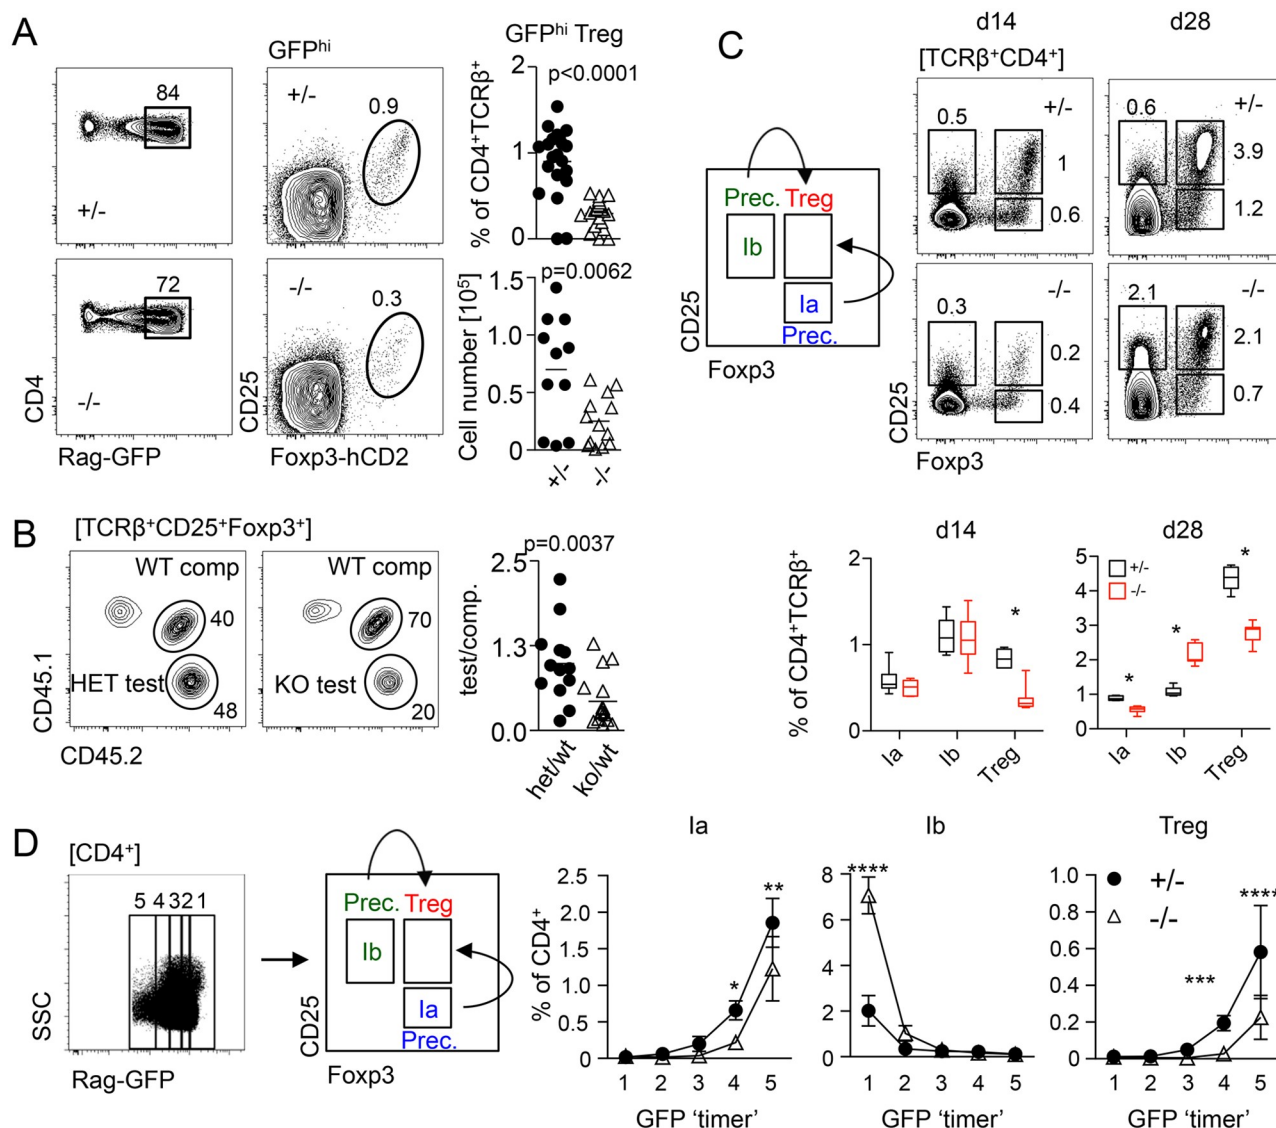 A
GFPhi
GFPhi Treg
84
+/-
+/-
0.9
p<0.0001
% of CD4+TCRβ+
2
1
0
72
-/-
-/-
0.3
p=0.0062
Cell number [10⁵]
1.5
1.0
0.5
0
CD4
CD25
Rag-GFP
Foxp3-hCD2
+/-
-/-
C
d14
d28
[TCRβ+CD4+]
0.5
+/-
1
0.6
0.6
+/-
3.9
1.2
Prec. Treg
Ib
Ia
Prec.
CD25
Foxp3
0.3
-/-
0.2
0.4
2.1
-/-
2.1
0.7
CD25
Foxp3
B
[TCRβ+CD25+Foxp3+]
WT comp
40
HET test
48
WT comp
70
KO test
20
CD45.1
CD45.2
p=0.0037
test/comp.
2.5
1.3
0.0
het/wt
ko/wt
d14
% of CD4+TCRβ+
2
1
0
*
Ia
Ib
Treg
d28
5
4
3
2
1
0
+/-
-/-
*
*
*
Ia
Ib
Treg
D
[CD4+]
5 4 3 2 1
SSC
Rag-GFP
Prec. Treg
Ib
Ia
Prec.
CD25
Foxp3
Ia
% of CD4+
2.5
2.0
1.5
1.0
0.5
0
**
*
1 2 3 4 5
GFP ‘timer’
Ib
8
6
4
2
0
****
1 2 3 4 5
GFP ‘timer’
Treg
1.0
0.8
0.6
0.4
0.2
0
+/-
-/-
****
***
1 2 3 4 5
GFP ‘timer’